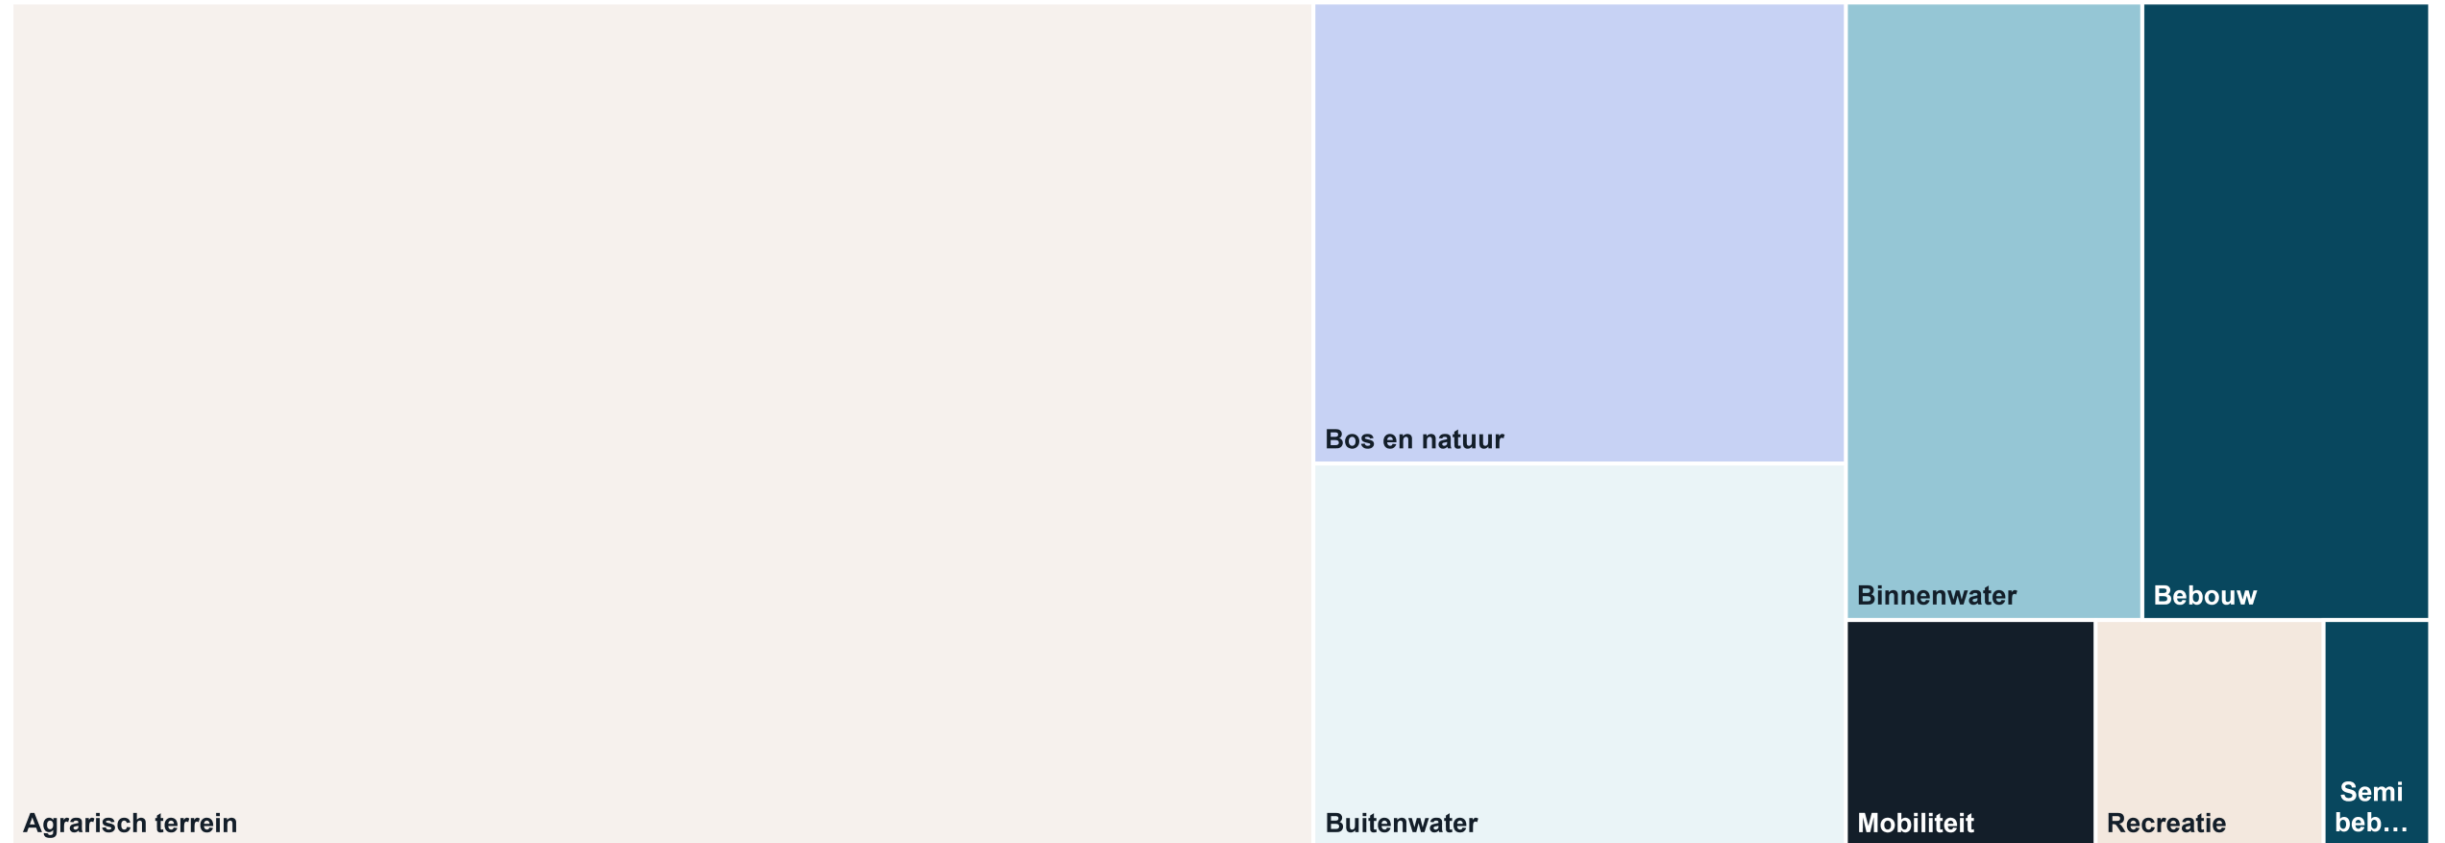 Bos en natuur
Binnenwater
Bebouw
Semi
beb…
Agrarisch terrein
Buitenwater
Mobiliteit
Recreatie